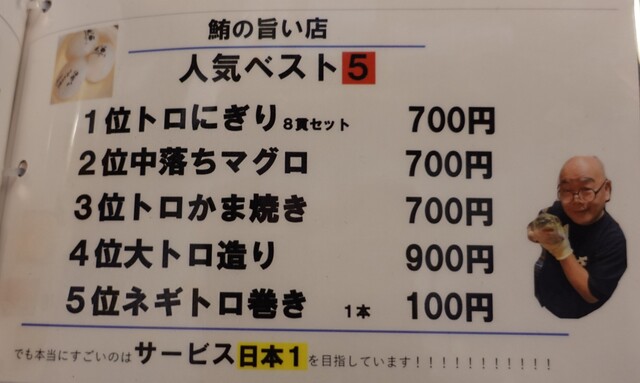 鮪の旨い店
人気ベスト5
1位トロにぎり8貫セット 700円
2位中落ちマグロ 700円
3位トロかま焼き 700円
4位大トロ造り 900円
5位ネギトロ巻き 1本 100円
でも本当にすごいのはサービス日本1を目指しています!!!!!!!!!!!